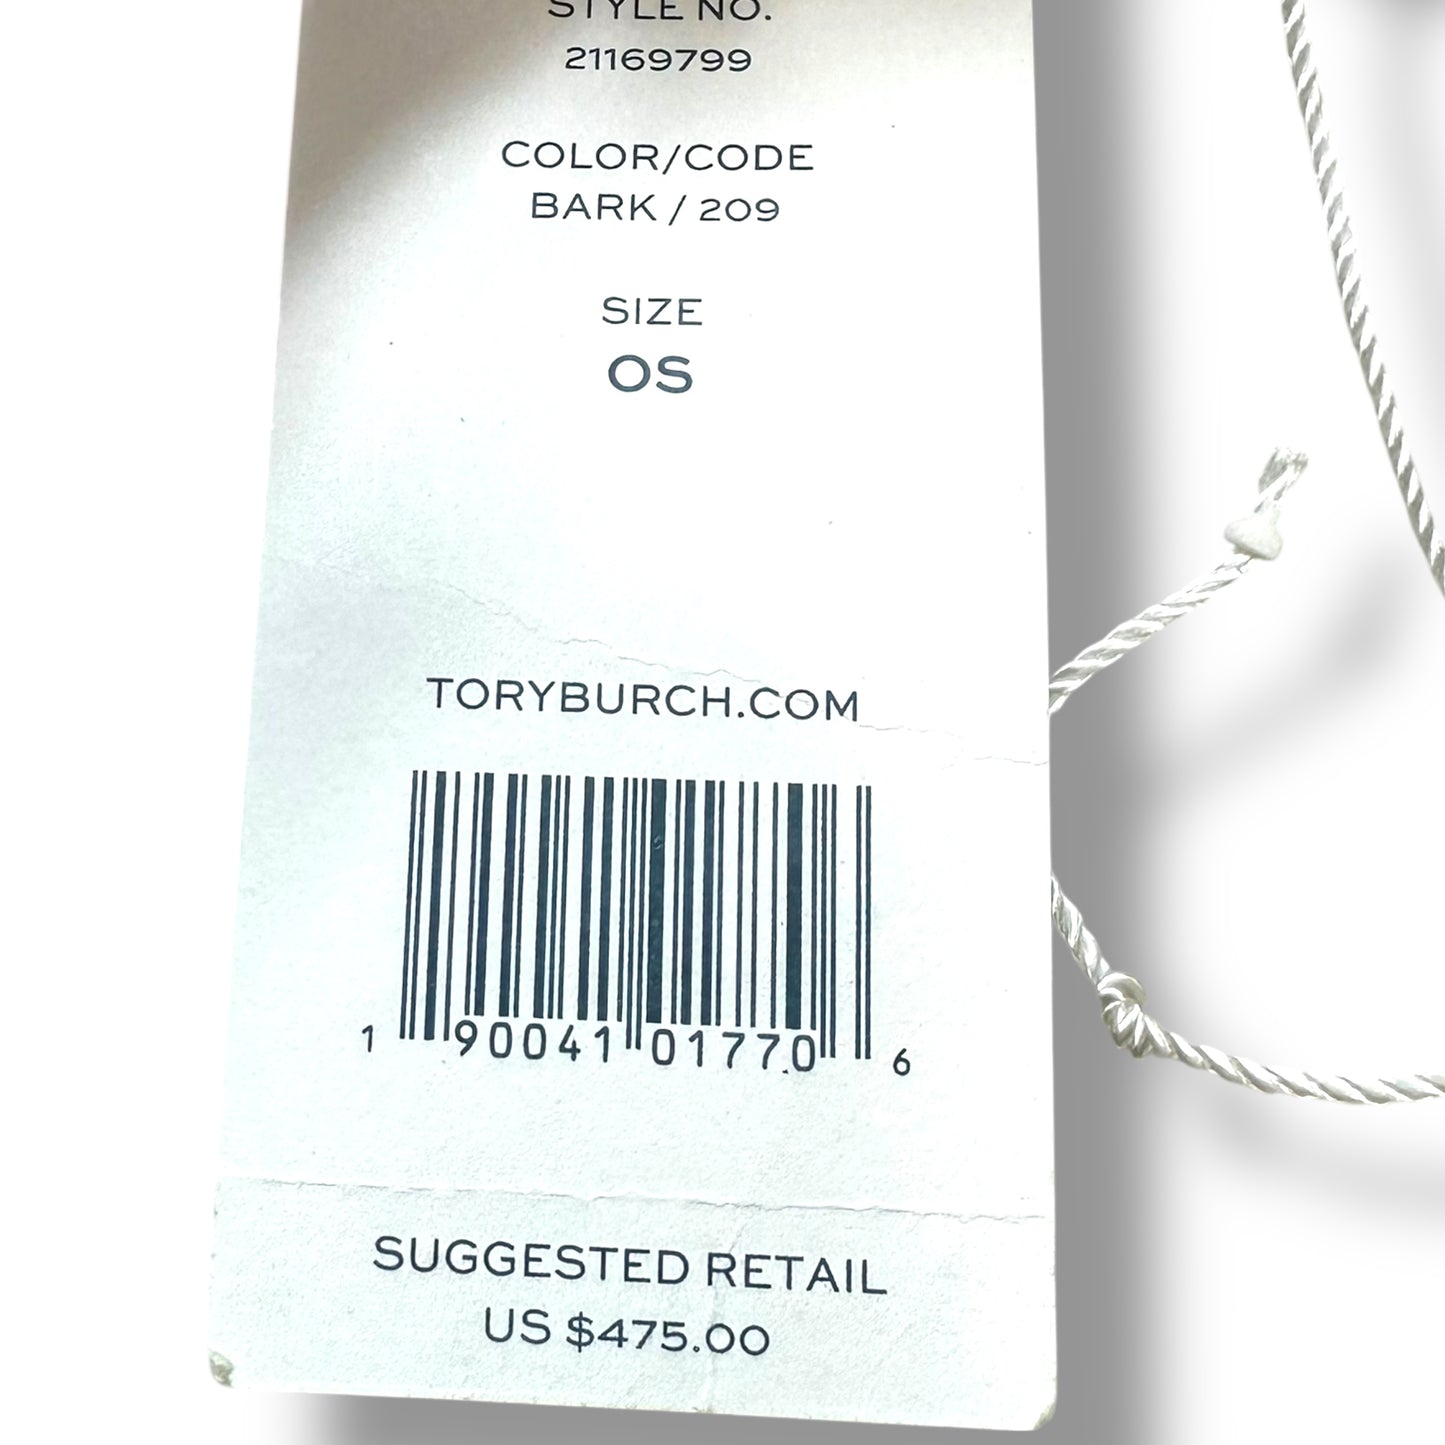 STYLE NO.
21169799
COLOR/CODE
BARK / 209
SIZE
OS
TORYBURCH.COM
1 90041 01770 6
SUGGESTED RETAIL
US $475.00